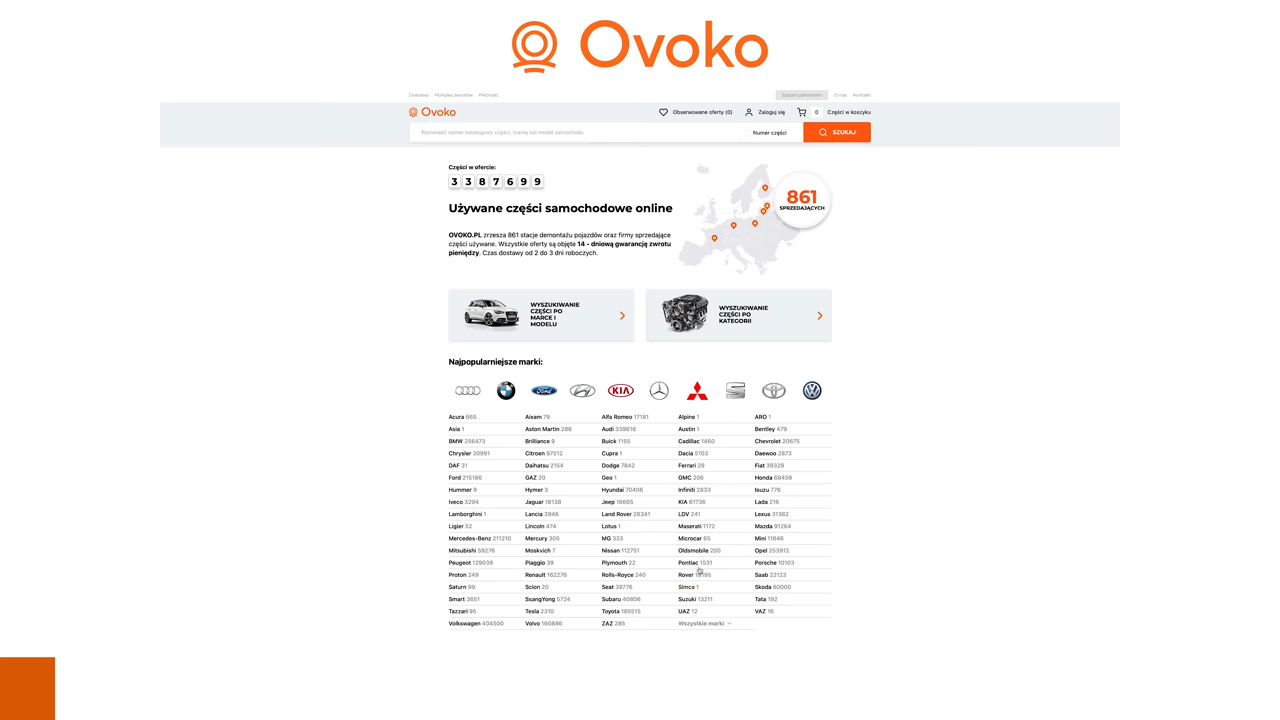 Ovoko
Dostawa Polityka zwrotów Płatność Zostań partnerem O nas Kontakt
Ovoko Obserwowane oferty (0) Zaloguj się 0 Części w koszyku
Wprowadź numer katalogowy części, markę lub model samochodu Numer części SZUKAJ
Części w ofercie:
3 3 8 7 6 9 9
861
SPRZEDAJĄCYCH
Używane części samochodowe online
OVOKO.PL zrzesza 861 stacje demontażu pojazdów oraz firmy sprzedające
części używane. Wszystkie oferty są objęte 14 - dniową gwarancję zwrotu
pieniędzy. Czas dostawy od 2 do 3 dni roboczych.
WYSZUKIWANIE
CZĘŚCI PO
MARCE I
MODELU
WYSZUKIWANIE
CZĘŚCI PO
KATEGORII
Najpopularniejsze marki:
Ford KIA
Acura 665 Aixam 79 Alfa Romeo 17181 Alpine 1 ARO 1
Asia 1 Aston Martin 286 Audi 339616 Austin 1 Bentley 479
BMW 256473 Brilliance 9 Buick 1155 Cadillac 1460 Chevrolet 20675
Chrysler 30991 Citroen 97512 Cupra 1 Dacia 5103 Daewoo 2873
DAF 31 Daihatsu 2154 Dodge 7842 Ferrari 29 Fiat 39329
Ford 215186 GAZ 20 Geo 1 GMC 206 Honda 69459
Hummer 9 Hymer 3 Hyundai 70406 Infiniti 2833 Isuzu 776
Iveco 3294 Jaguar 18138 Jeep 16665 KIA 61736 Lada 216
Lamborghini 1 Lancia 3946 Land Rover 28341 LDV 241 Lexus 31362
Ligier 52 Lincoln 474 Lotus 1 Maserati 1172 Mazda 91264
Mercedes-Benz 211210 Mercury 305 MG 333 Microcar 65 Mini 11646
Mitsubishi 59276 Moskvich 7 Nissan 112751 Oldsmobile 200 Opel 253912
Peugeot 129039 Piaggio 39 Plymouth 22 Pontiac 1531 Porsche 10103
Proton 249 Renault 162276 Rolls-Royce 240 Rover Saab 22123
Saturn 99 Scion 20 Seat 39776 Simca 1 Skoda 60000
Smart 3651 SsangYong 5724 Subaru 40806 Suzuki 13211 Tata 192
Tazzari 95 Tesla 2310 Toyota 165515 UAZ 12 VAZ 16
Volkswagen 404500 Volvo 160886 ZAZ 285 Wszystkie marki